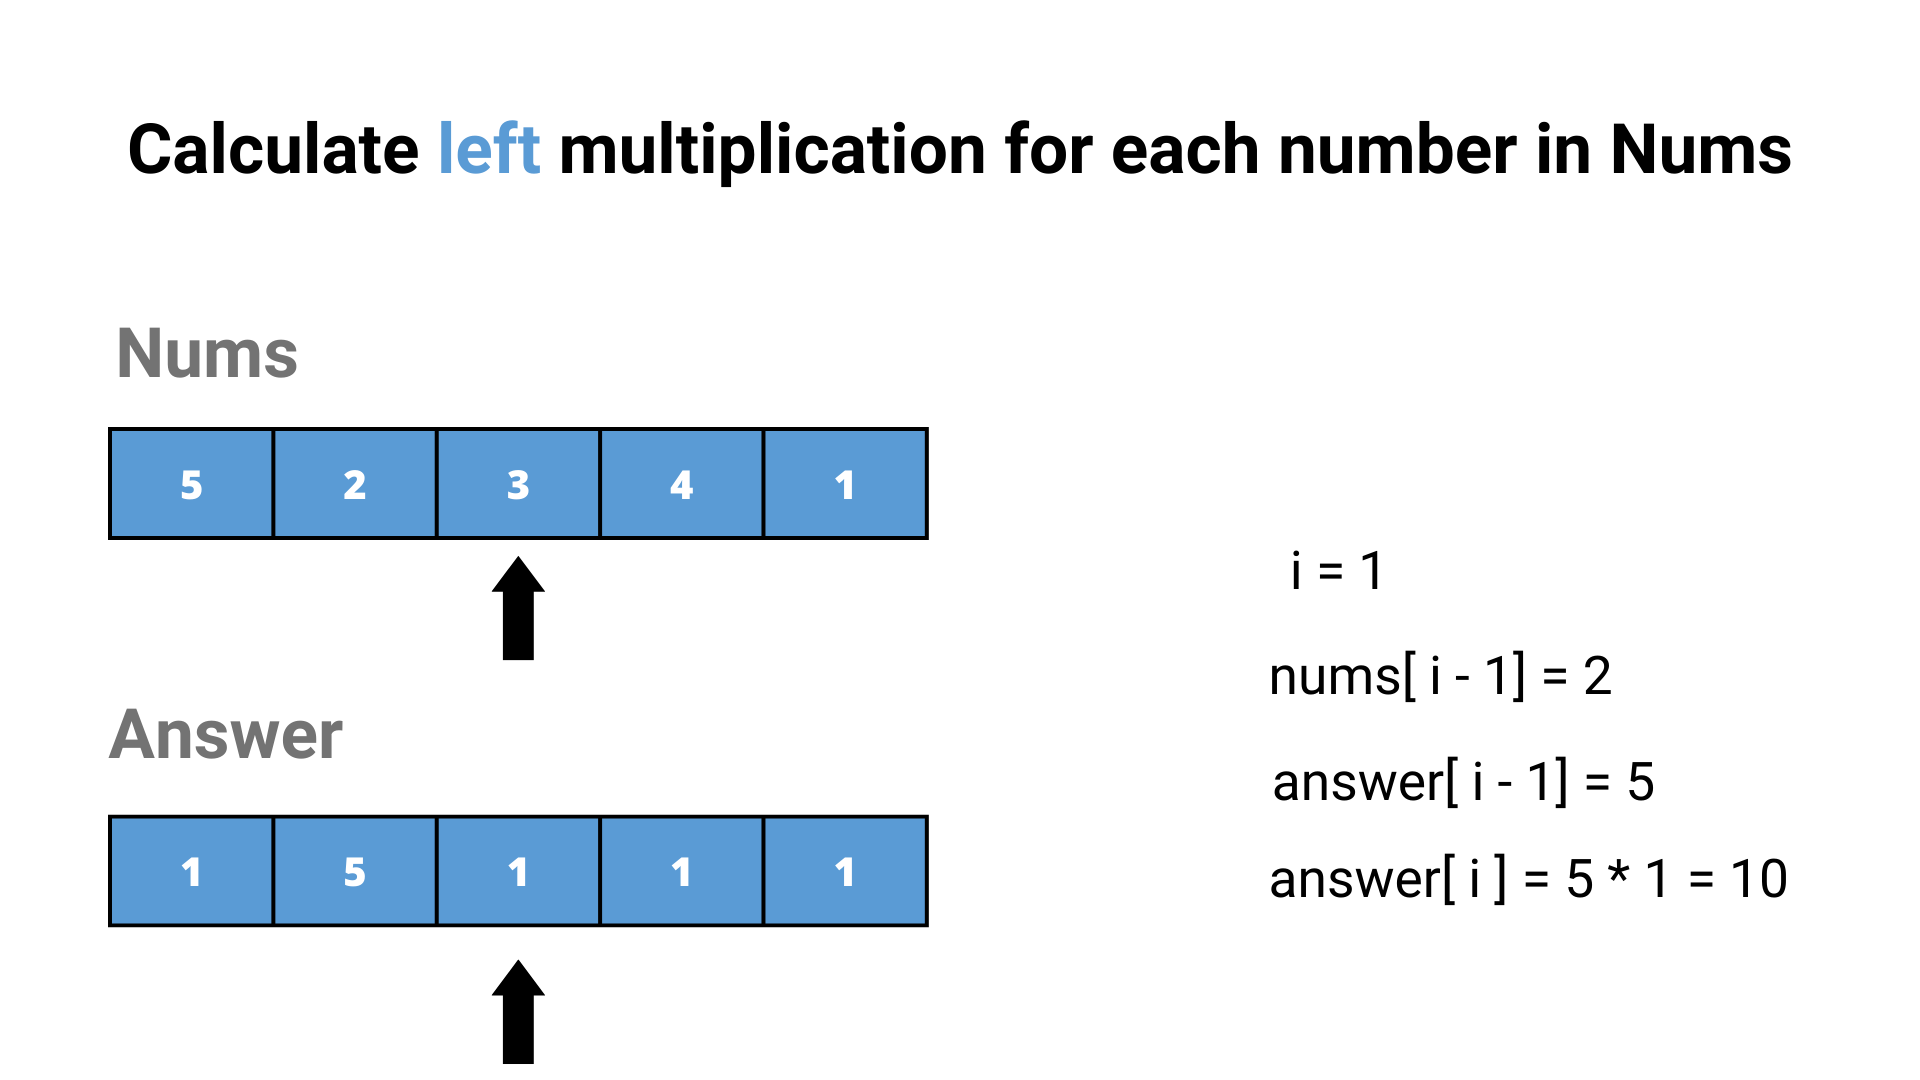 Calculate left multiplication for each number in Nums
Nums
5 2 3 4 1
i = 1
nums[ i - 1] = 2
Answer
answer[ i - 1] = 5
1 5 1 1 1
answer[ i ] = 5 * 1 = 10